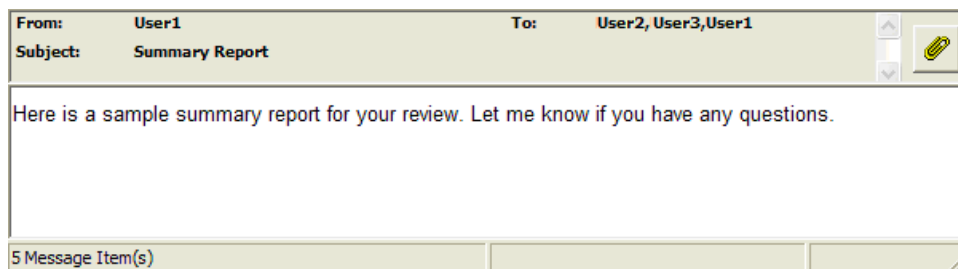 From: User1 To: User2, User3,User1
Subject: Summary Report
Here is a sample summary report for your review. Let me know if you have any questions.
5 Message Item(s)